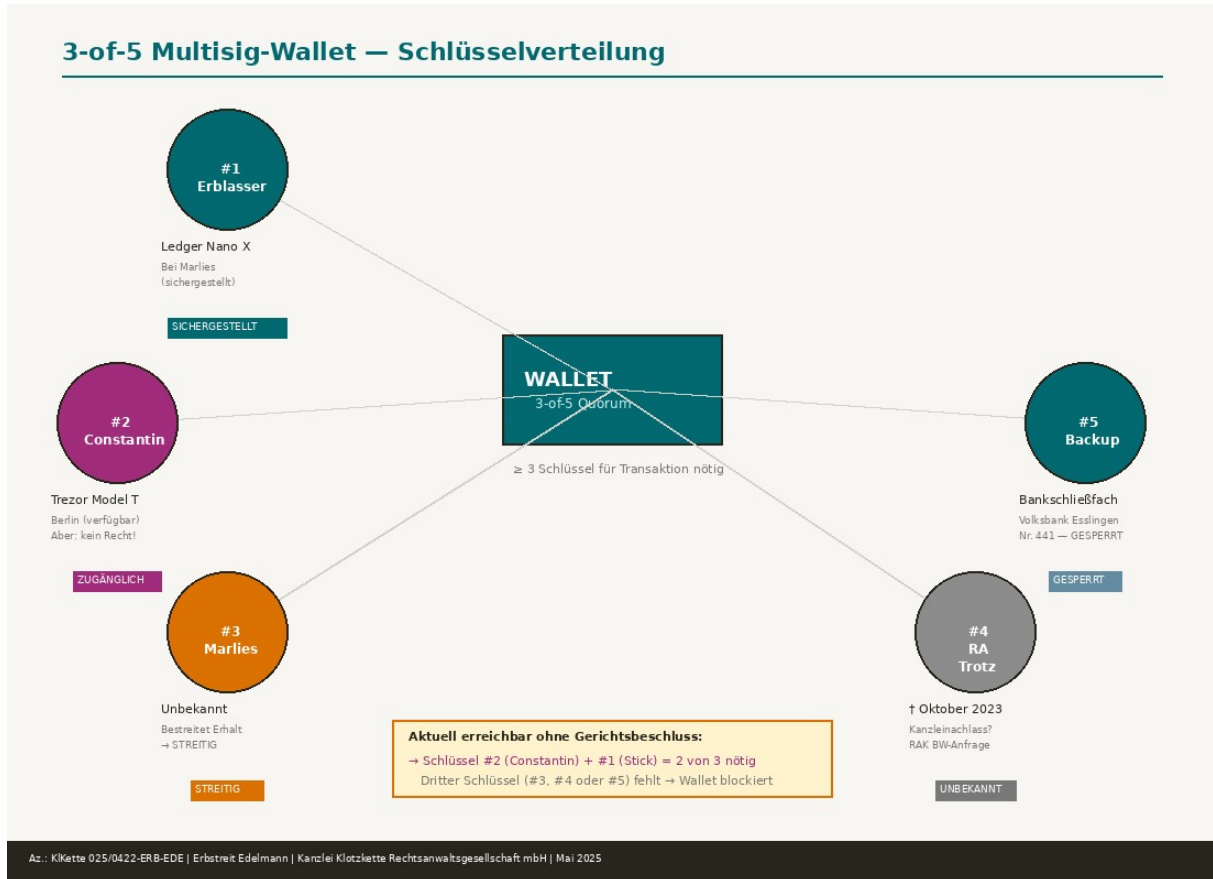 3-of-5 Multisig-Wallet — Schlüsselverteilung
#1
Erblasser
Ledger Nano X
Bei Marlies
(sichergestellt)
SICHERGESTELLT
WALLET
3-of-5 Quorum
≥ 3 Schlüssel für Transaktion nötig
#2
Constantin
Trezor Model T
Berlin (verfügbar)
Aber: kein Recht!
ZUGÄNGLICH
#5
Backup
Bankschließfach
Volksbank Esslingen
Nr. 441 — GESPERRT
GESPERRT
#3
Marlies
Unbekannt
Bestreitet Erhalt
→ STREITIG
STREITIG
#4
RA
Trotz
† Oktober 2023
Kanzleinachlass?
RAK BW-Anfrage
UNBEKANNT
Aktuell erreichbar ohne Gerichtsbeschluss:
→ Schlüssel #2 (Constantin) + #1 (Stick) = 2 von 3 nötig
Dritter Schlüssel (#3, #4 oder #5) fehlt → Wallet blockiert
Az.: KlKette 025/0422-ERB-EDE | Erbstreit Edelmann | Kanzlei Klotzkette Rechtsanwaltsgesellschaft mbH | Mai 2025